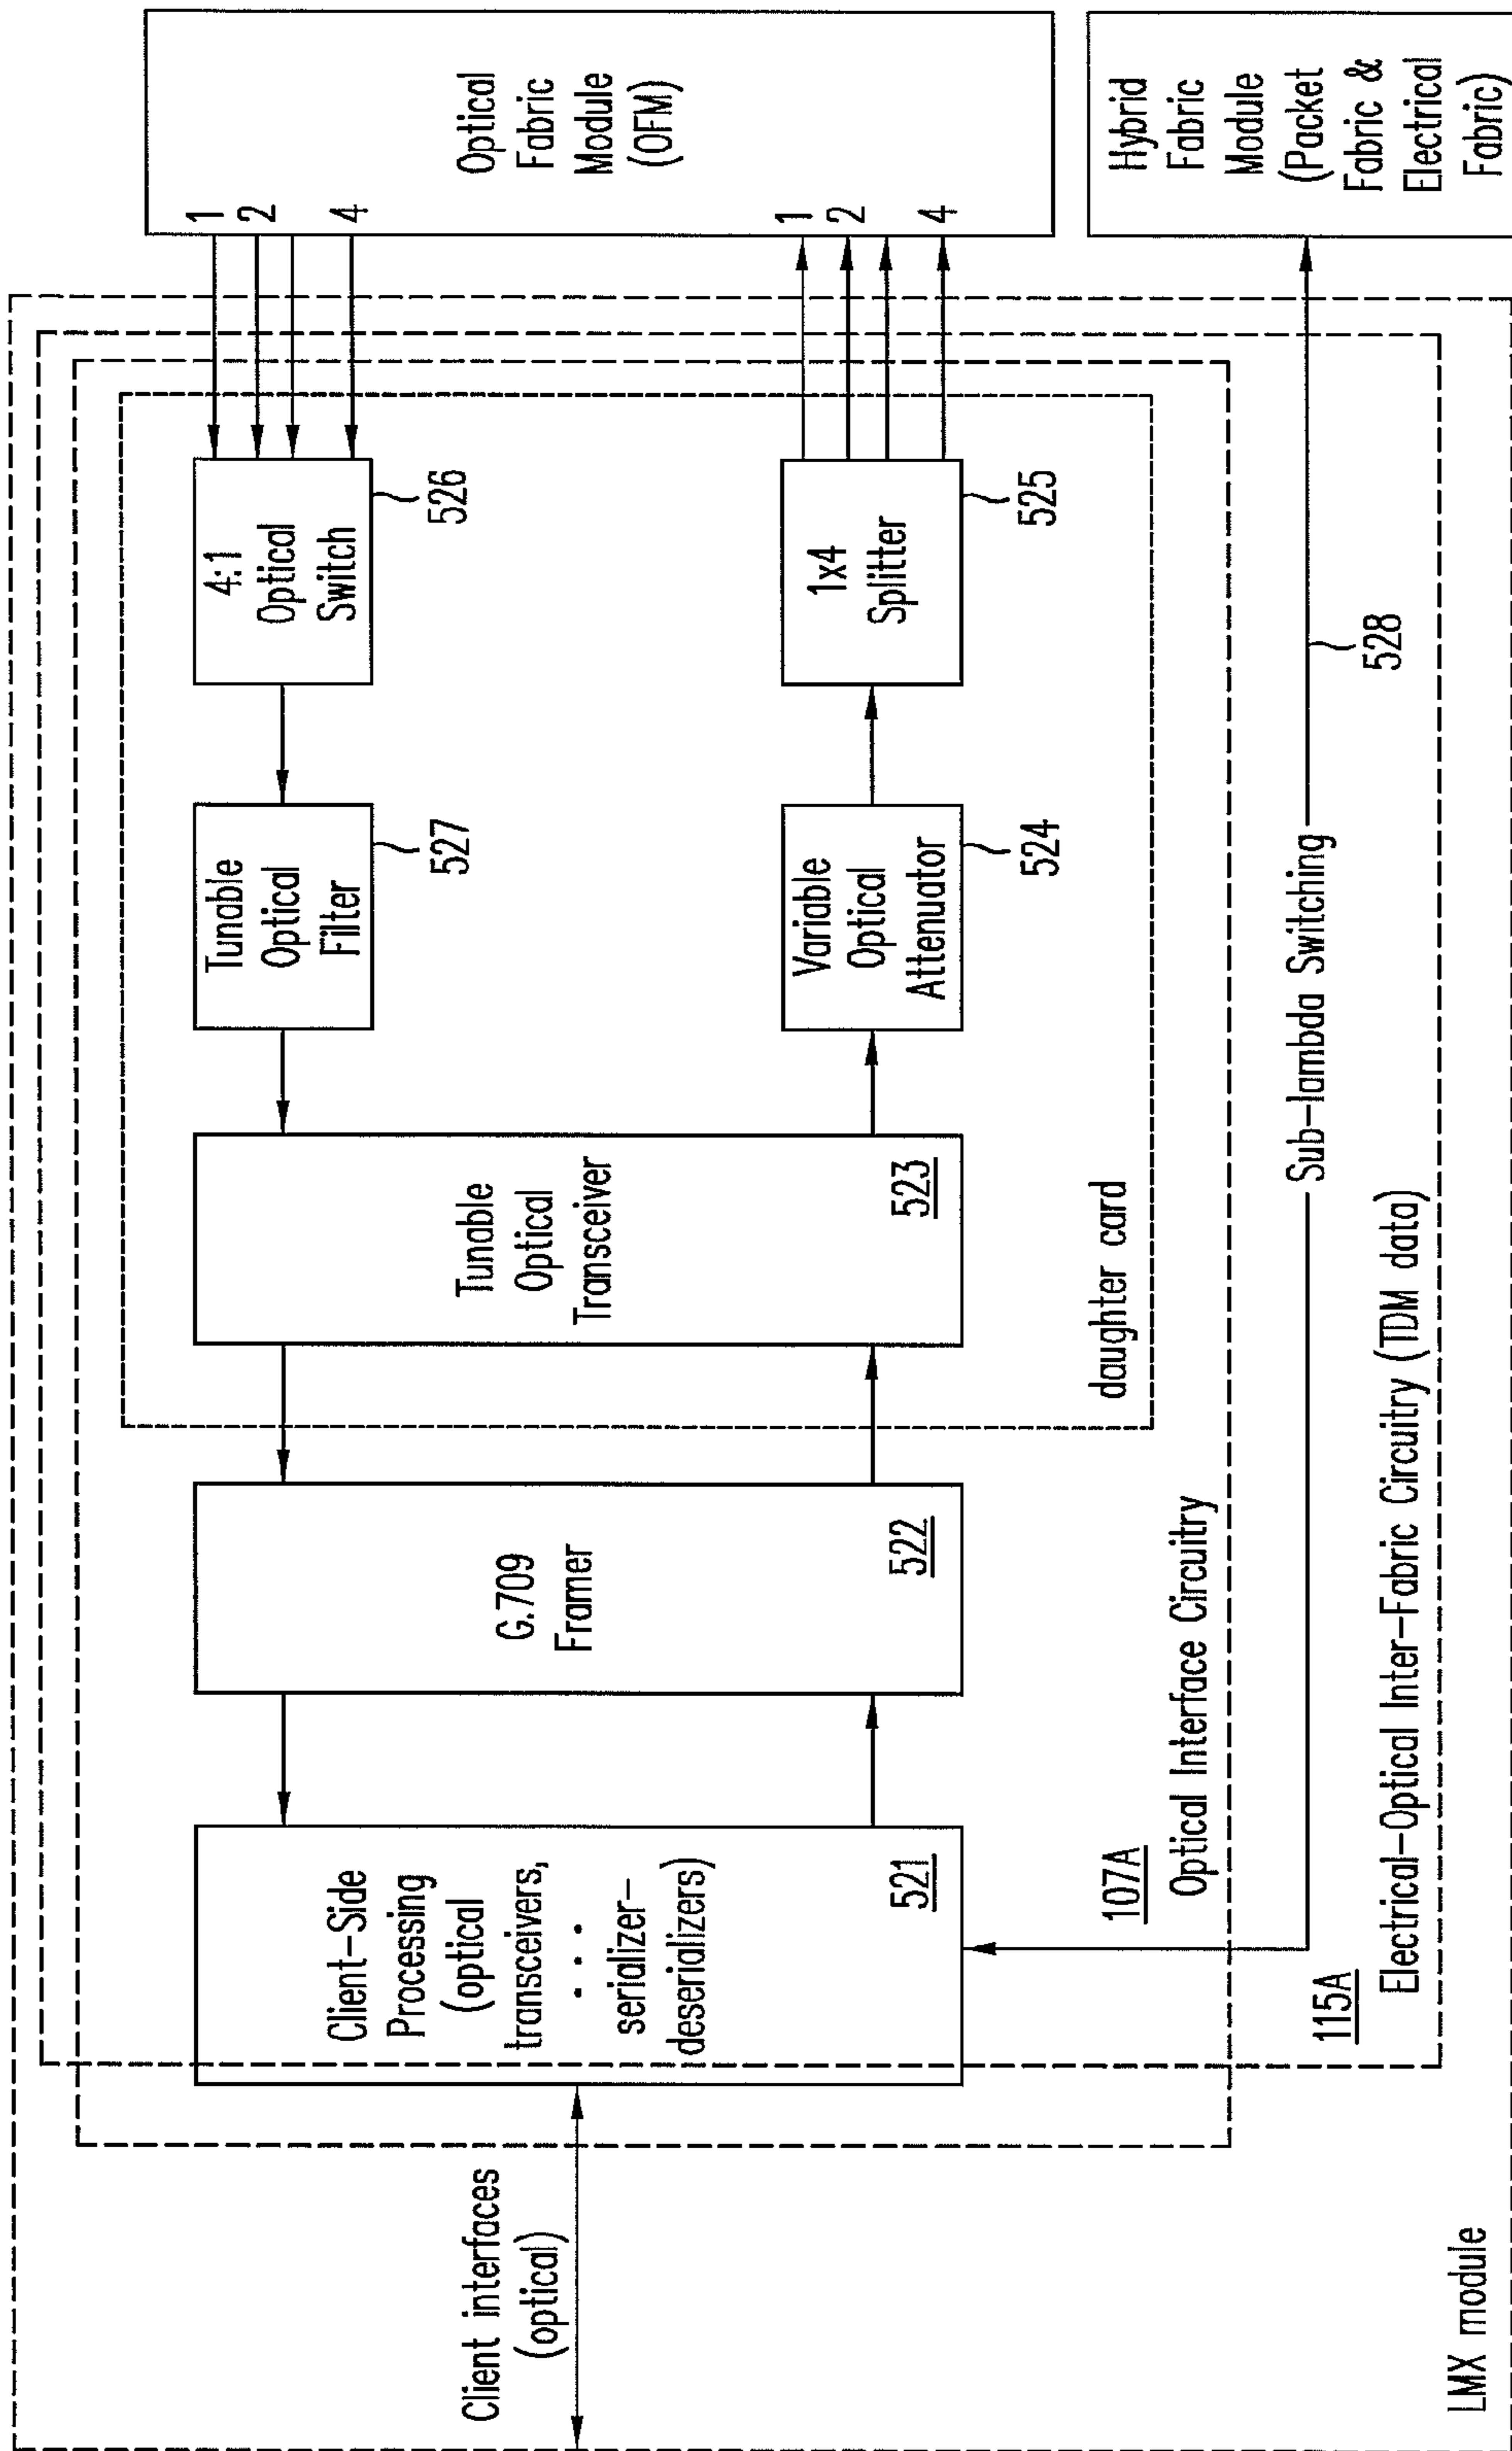 Client interfaces
(optical)
LMX module
Client-Side
Processing
(optical
transceivers,
• • •
serializer-
deserializers)
521
107A
Optical Interface Circuitry
115A
Electrical-Optical Inter-Fabric Circuitry (TDM data)
G.709
Framer
522
Tunable
Optical
Transceiver
523
daughter card
Tunable
Optical
Filter
527
Variable
Optical
Attenuator
524
Sub-lambda Switching
528
4:1
Optical
Switch
526
1x4
Splitter
525
1
2
4
1
2
4
Optical
Fabric
Module
(OFM)
Hybrid
Fabric
Module
(Packet
Fabric &
Electrical
Fabric)